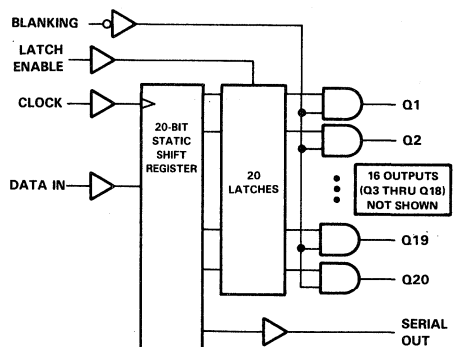 BLANKING
LATCH
ENABLE
CLOCK
DATA IN
20-BIT
STATIC
SHIFT
REGISTER
20
LATCHES
Q1
Q2
16 OUTPUTS
(Q3 THRU Q18)
NOT SHOWN
Q19
Q20
SERIAL
OUT